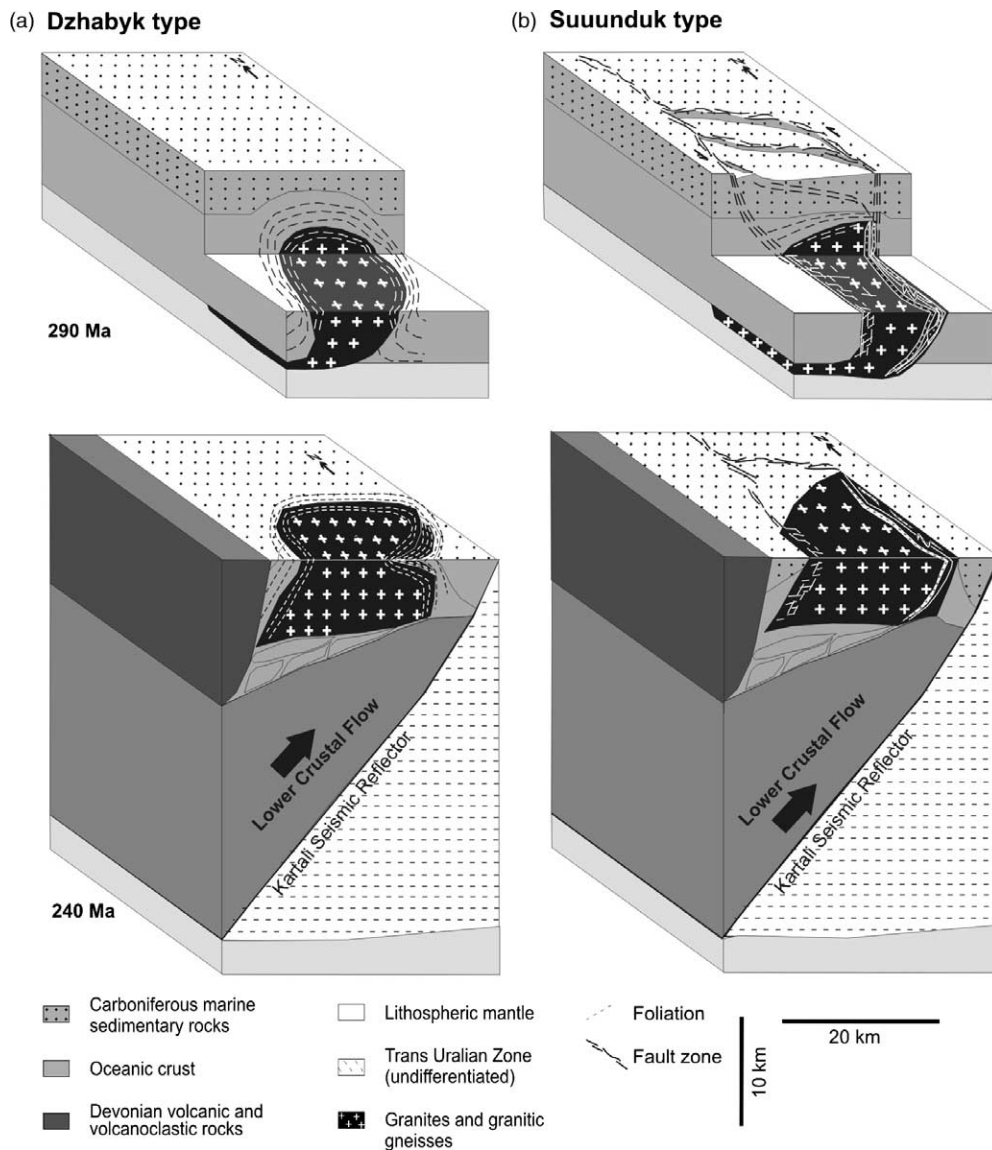 (a) Dzhabyk type
(b) Suuunduk type
N
N
290 Ma
N
N
Lower Crustal Flow
Kartali Seismic Reflector
Lower Crustal Flow
Kartali Seismic Reflector
240 Ma
Carboniferous marine
sedimentary rocks
Oceanic crust
Devonian volcanic and
volcanoclastic rocks
Lithospheric mantle
Trans Uralian Zone
(undifferentiated)
Granites and granitic
gneisses
Foliation
Fault zone
10 km
20 km